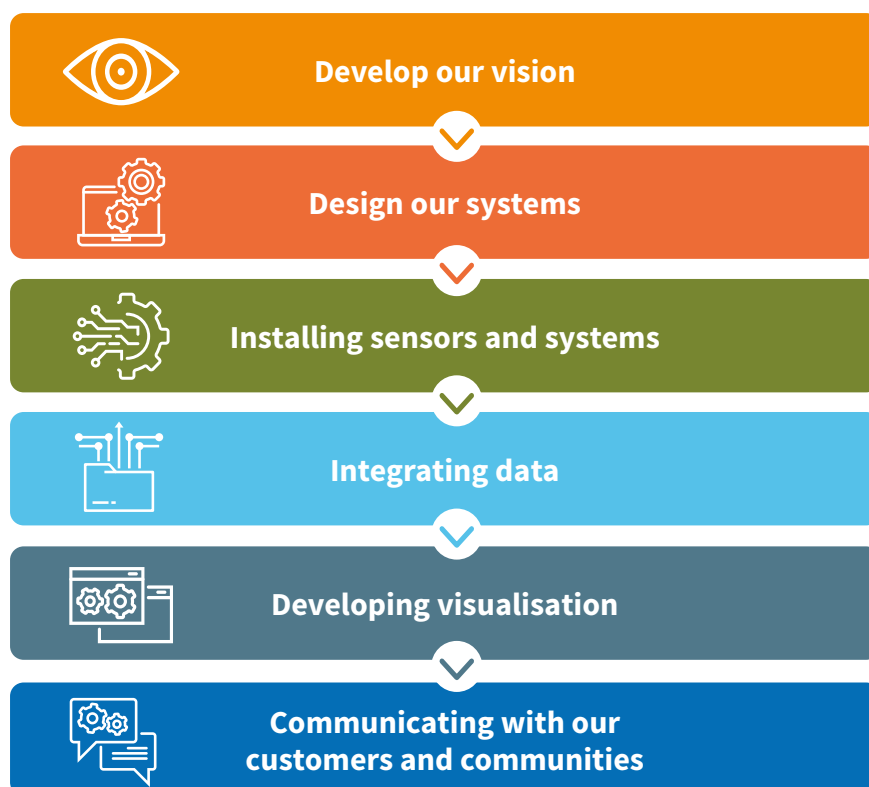 Develop our vision
Design our systems
Installing sensors and systems
Integrating data
Developing visualisation
Communicating with our
customers and communities